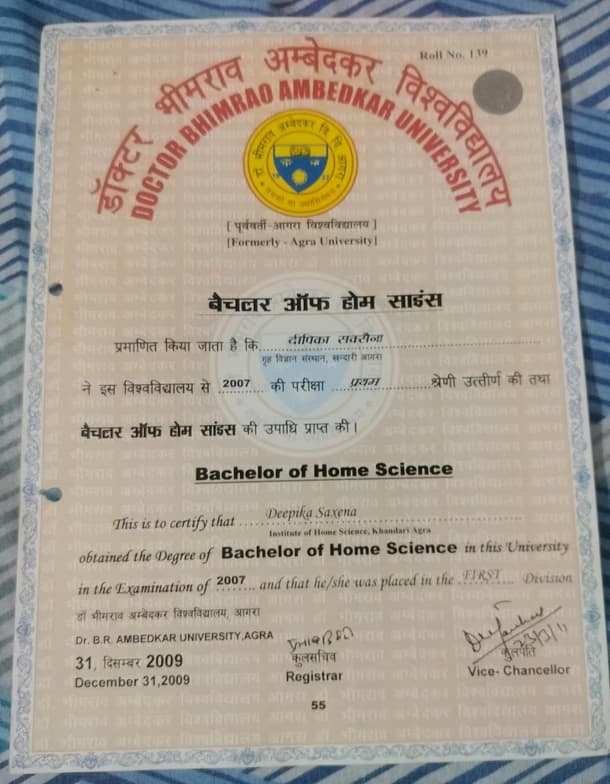 Roll No. 139
डॉक्टर भीमराव अम्बेदकर विश्वविद्यालय
DOCTOR BHIMRAO AMBEDKAR UNIVERSITY
[ पूर्ववर्ती-आगरा विश्वविद्यालय ]
[Formerly - Agra University]
बैचलर ऑफ होम साइंस
प्रमाणित किया जाता है कि दीपिका सक्सैना
गृह विज्ञान संस्थान, खन्दारी आगरा
ने इस विश्वविद्यालय से 2007 की परीक्षा प्रथम श्रेणी उत्तीर्ण की तथा
बैचलर ऑफ होम सांइस की उपाधि प्राप्त की।
Bachelor of Home Science
This is to certify that Deepika Saxena
Institute of Home Science, Khandari Agra
obtained the Degree of Bachelor of Home Science in this University
in the Examination of 2007 and that he/she was placed in the FIRST Division
डॉ भीमराव अम्बेदकर विश्वविद्यालय, आगरा
Dr. B.R. AMBEDKAR UNIVERSITY,AGRA
31, दिसम्बर 2009
December 31,2009
कुलसचिव
Registrar
23/2/11
कुलपति
Vice- Chancellor
55